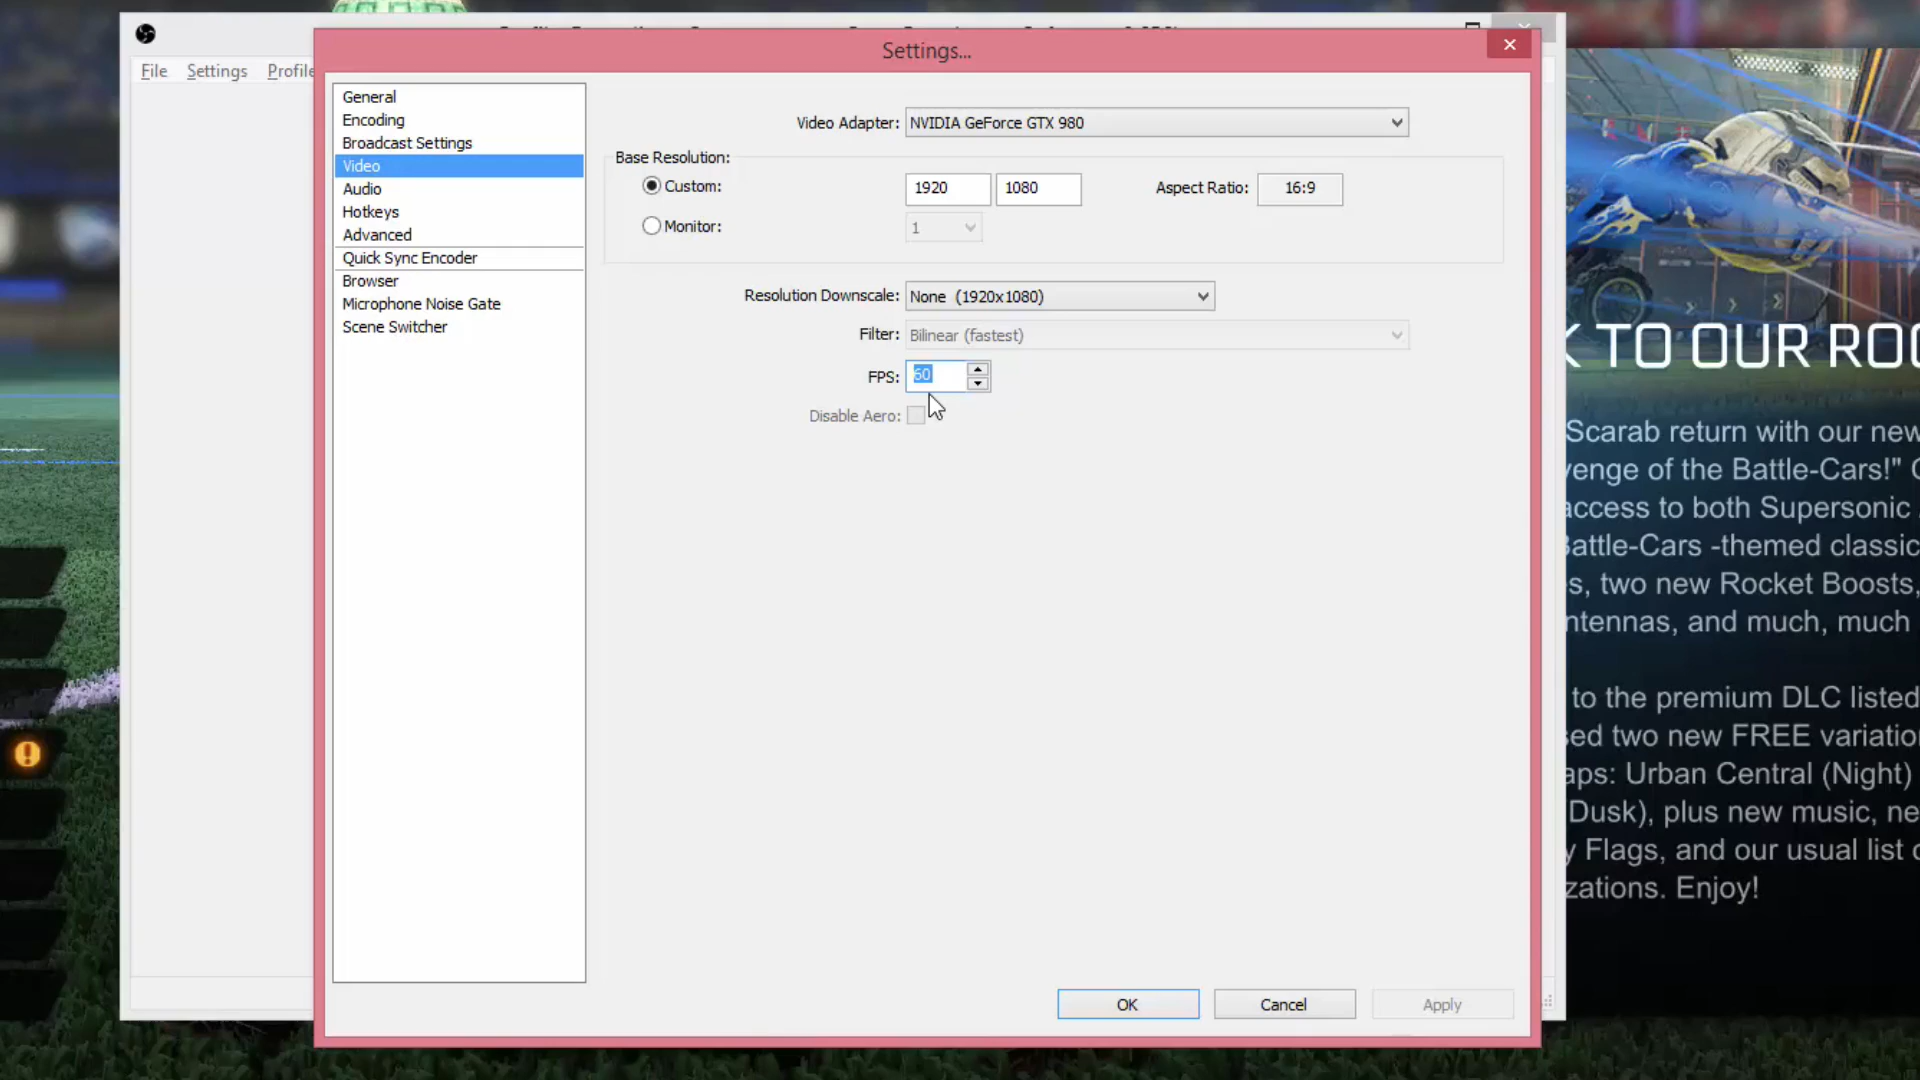 Settings...
File Settings Profile
General
Encoding
Broadcast Settings
Video
Audio
Hotkeys
Advanced
Quick Sync Encoder
Browser
Microphone Noise Gate
Scene Switcher
Video Adapter: NVIDIA GeForce GTX 980
Base Resolution:
Custom: 1920 1080 Aspect Ratio: 16:9
Monitor: 1
Resolution Downscale: None (1920x1080)
Filter: Bilinear (fastest)
FPS: 60
Disable Aero:
OK Cancel Apply
K TO OUR ROC
Scarab return with our new
venge of the Battle-Cars!" 
access to both Supersonic
Battle-Cars -themed classic
s, two new Rocket Boosts,
ntennas, and much, much
to the premium DLC listed
sed two new FREE variation
aps: Urban Central (Night)
(Dusk), plus new music, ne
y Flags, and our usual list
zations. Enjoy!